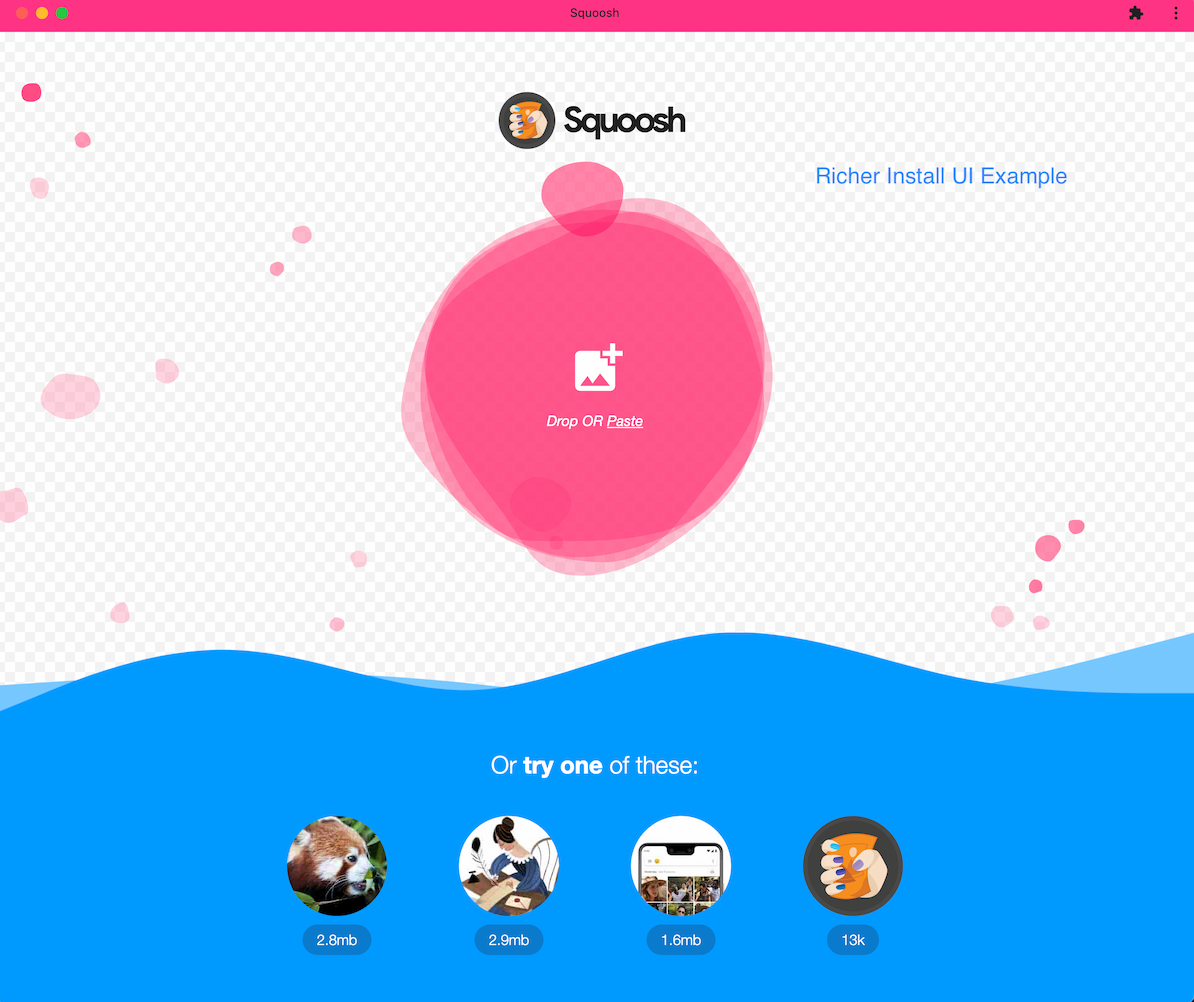 Squoosh
Squoosh
Richer Install UI Example
Drop OR Paste
Or try one of these:
2.8mb
2.9mb
1.6mb
13k